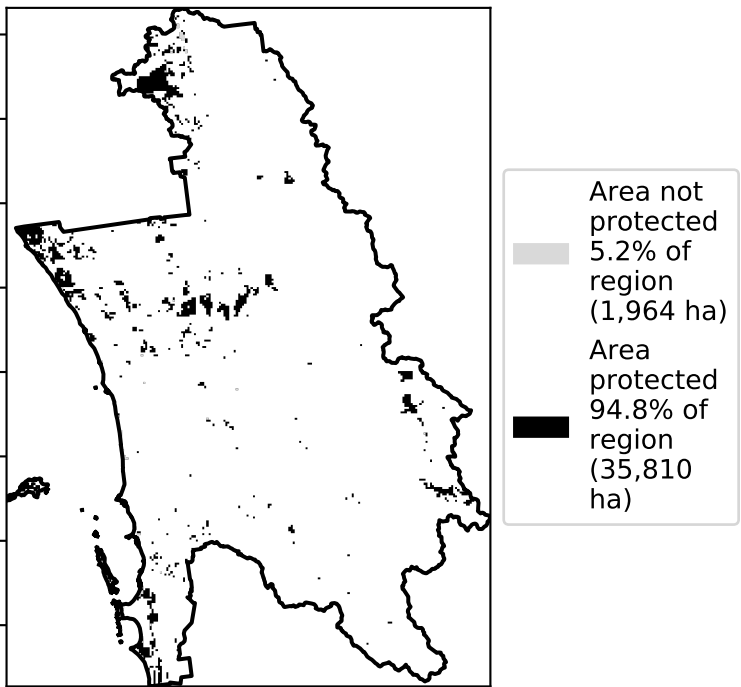 Area not
protected
5.2% of
region
(1,964 ha)
Area
protected
94.8% of
region
(35,810
ha)